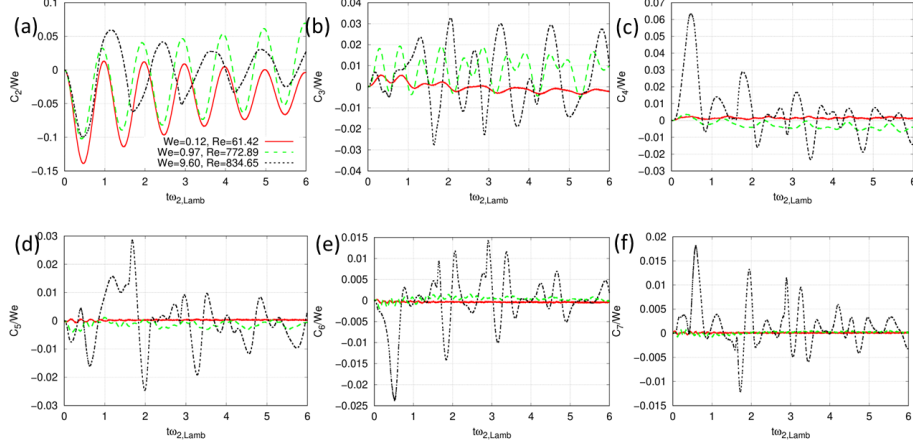 (a)
0.1
0.05
0
−0.05
−0.1
−0.15
C2/We
We=0.12, Re=61.42
We=0.97, Re=772.89
We=9.60, Re=834.65
0 1 2 3 4 5 6
tω2,Lamb
(b)
0.04
0.03
0.02
0.01
0
−0.01
−0.02
−0.03
−0.04
C3/We
0 1 2 3 4 5 6
tω2,Lamb
(c)
0.07
0.06
0.05
0.04
0.03
0.02
0.01
0
−0.01
−0.02
−0.03
C4/We
0 1 2 3 4 5 6
tω2,Lamb
(d)
0.03
0.02
0.01
0
−0.01
−0.02
−0.03
C5/We
0 1 2 3 4 5 6
tω2,Lamb
(e)
0.015
0.01
0.005
0
−0.005
−0.01
−0.015
−0.02
−0.025
C6/We
0 1 2 3 4 5 6
tω2,Lamb
(f)
0.02
0.015
0.01
0.005
0
−0.005
−0.01
−0.015
C7/We
0 1 2 3 4 5 6
tω2,Lamb